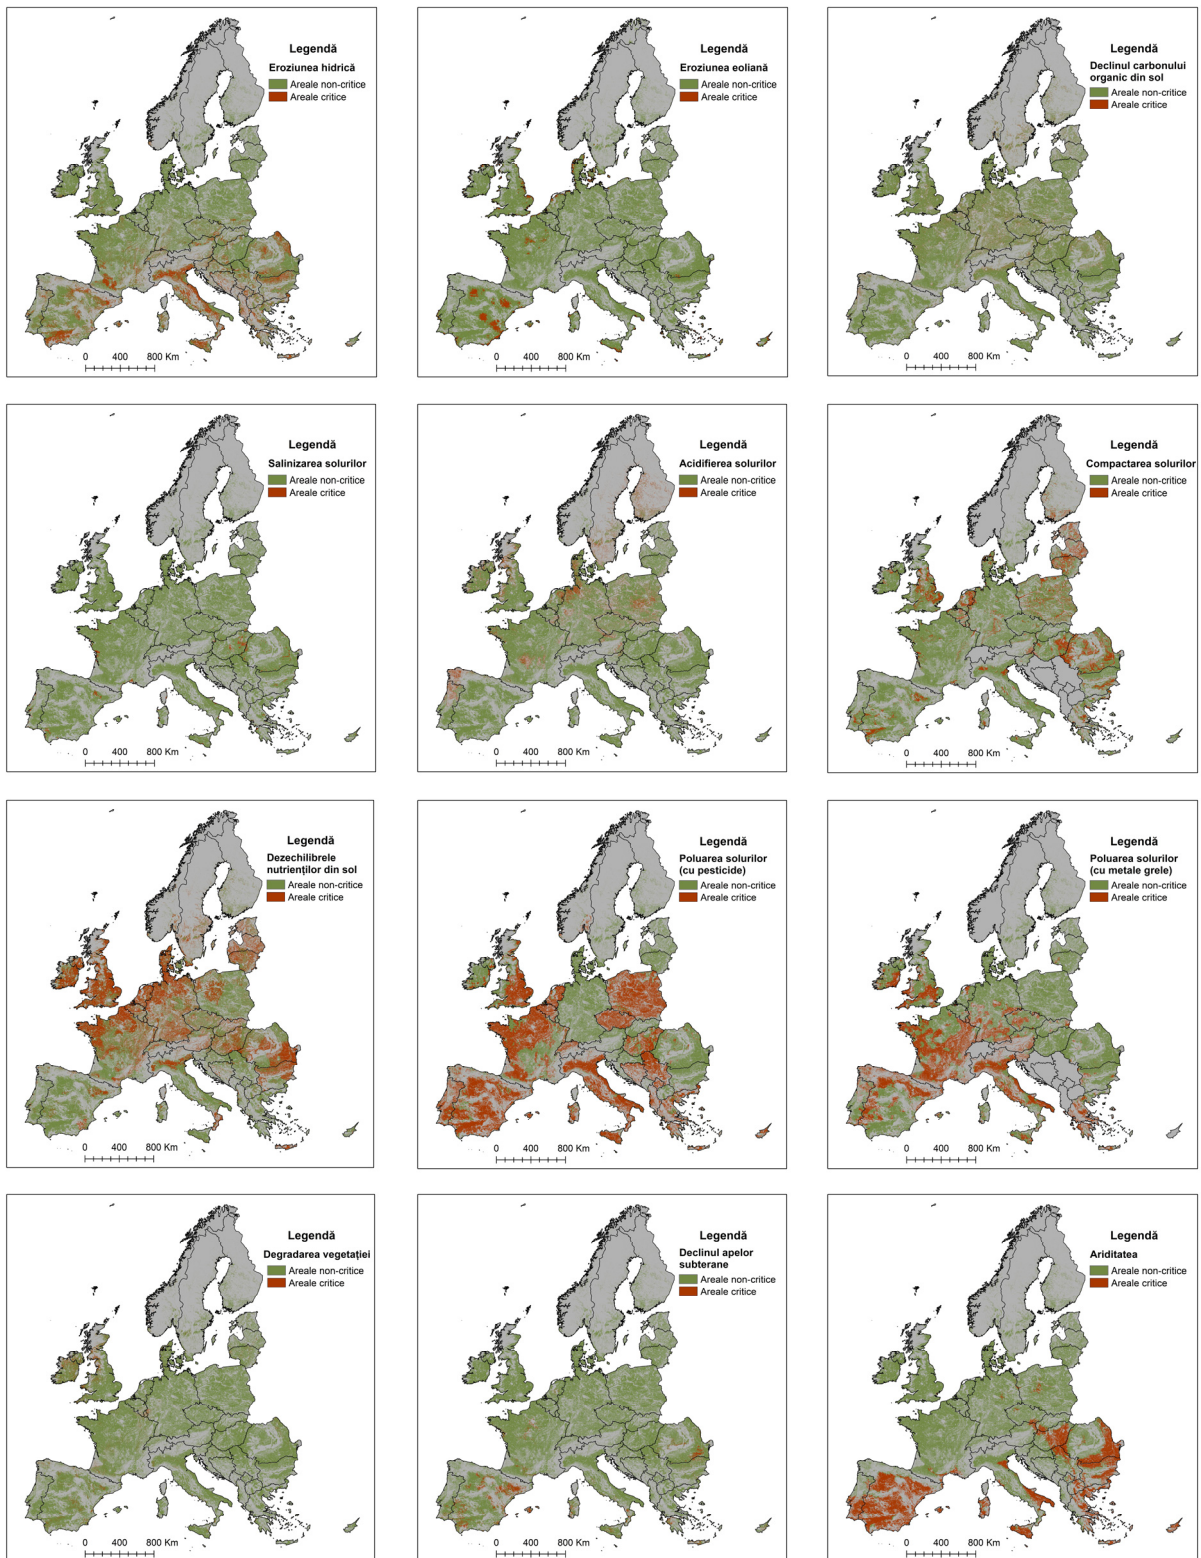 Legendă
Eroziunea hidrică
Areale non-critice
Areale critice
0 400 800 Km
Legendă
Eroziunea eoliană
Areale non-critice
Areale critice
0 400 800 Km
Legendă
Declinul carbonului
organic din sol
Areale non-critice
Areale critice
0 400 800 Km
Legendă
Salinizarea solurilor
Areale non-critice
Areale critice
0 400 800 Km
Legendă
Acidifierea solurilor
Areale non-critice
Areale critice
0 400 800 Km
Legendă
Compactarea solurilor
Areale non-critice
Areale critice
0 400 800 Km
Legendă
Dezechilibrele
nutrienților din sol
Areale non-critice
Areale critice
0 400 800 Km
Legendă
Poluarea solurilor
(cu pesticide)
Areale non-critice
Areale critice
0 400 800 Km
Legendă
Poluarea solurilor
(cu metale grele)
Areale non-critice
Areale critice
0 400 800 Km
Legendă
Degradarea vegetației
Areale non-critice
Areale critice
0 400 800 Km
Legendă
Declinul apelor
subterane
Areale non-critice
Areale critice
0 400 800 Km
Legendă
Ariditatea
Areale non-critice
Areale critice
0 400 800 Km